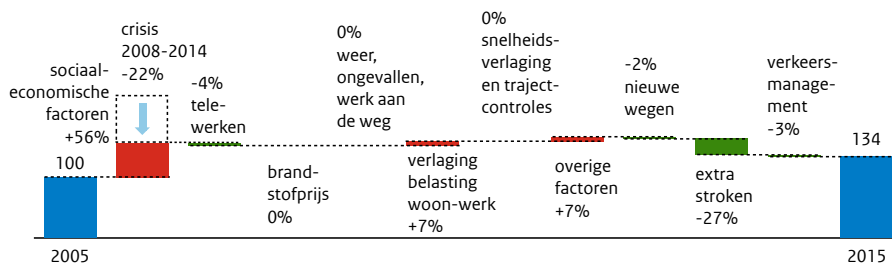 crisis
2008-2014
-22%
sociaal-
economische
factoren
+56%
100
-4%
tele-
werken
brand-
stofprijs
0%
0%
weer,
ongevallen,
werk aan
de weg
verlaging
belasting
woon-werk
+7%
0%
snelheids-
verlaging
en traject-
controles
overige
factoren
+7%
-2%
nieuwe
wegen
extra
stroken
-27%
verkeers-
manage-
ment
-3%
134
2005
2015